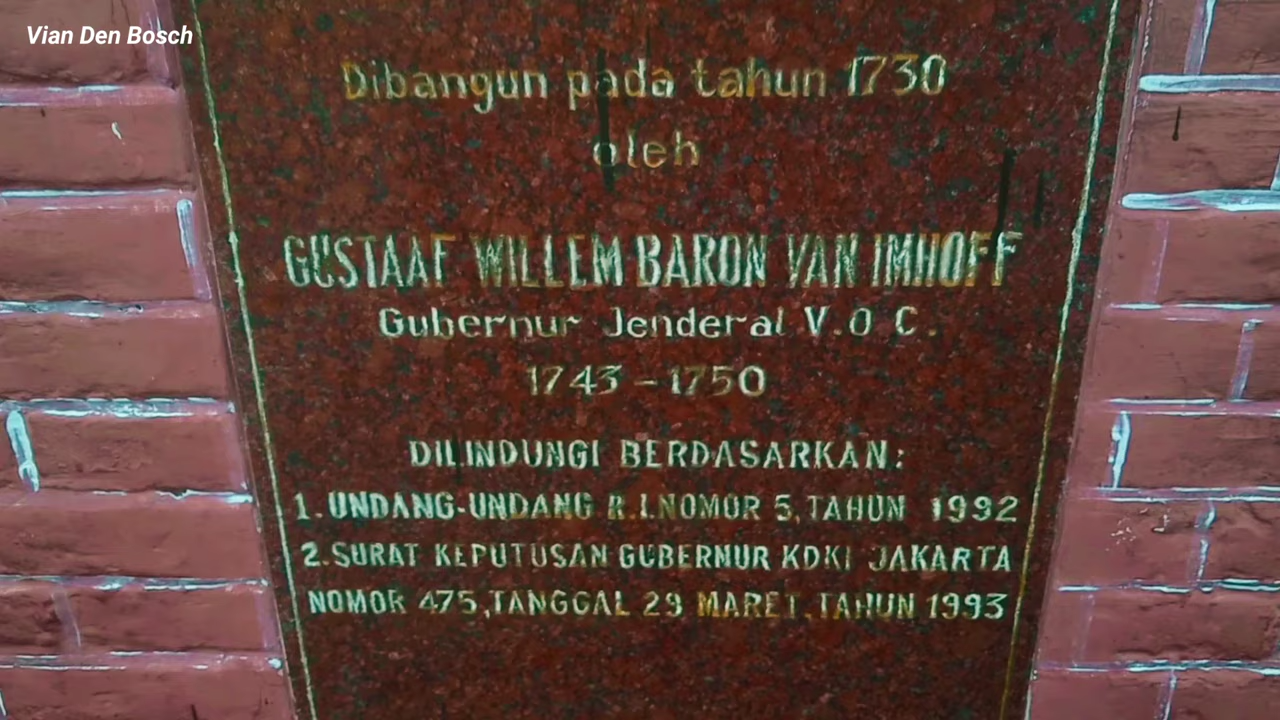 Vian Den Bosch
Dibangun pada tahun 1730
oleh
GUSTAAF WILLEM BARON VAN IMHOFF
Gubernur Jenderal V.O C.
1743 - 1750
DILINDUNGI BERDASARKAN:
1. UNDANG-UNDANG R.I.NOMOR 5, TAHUN 1992
2. SURAT KEPUTUSAN GUBERNUR KDKI JAKARTA
NOMOR 475, TANGGAL 29 MARET, TAHUN 1993